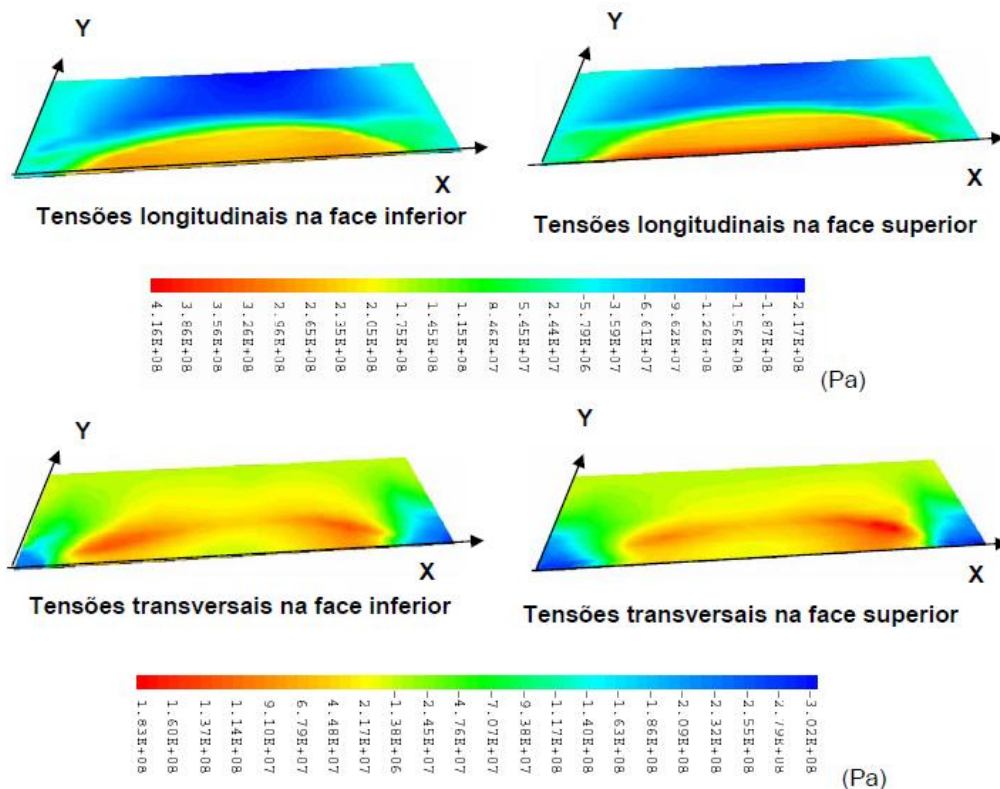 Y
Y
X
X
Tensões longitudinais na face inferior
Tensões longitudinais na face superior
4.16E+08
3.86E+08
3.56E+08
3.26E+08
2.96E+08
2.65E+08
2.35E+08
2.05E+08
1.75E+08
1.45E+08
1.15E+08
8.46E+07
5.45E+07
2.44E+07
-5.79E+06
-3.59E+07
-6.61E+07
-9.62E+07
-1.26E+08
-1.56E+08
-1.87E+08
-2.17E+08
(Pa)
Y
Y
X
X
Tensões transversais na face inferior
Tensões transversais na face superior
1.83E+08
1.60E+08
1.37E+08
1.14E+08
9.10E+07
6.79E+07
4.48E+07
2.17E+07
-1.38E+06
-2.45E+07
-4.76E+07
-7.07E+07
-9.38E+07
-1.17E+08
-1.40E+08
-1.63E+08
-1.86E+08
-2.09E+08
-2.32E+08
-2.55E+08
-2.79E+08
-3.02E+08
(Pa)